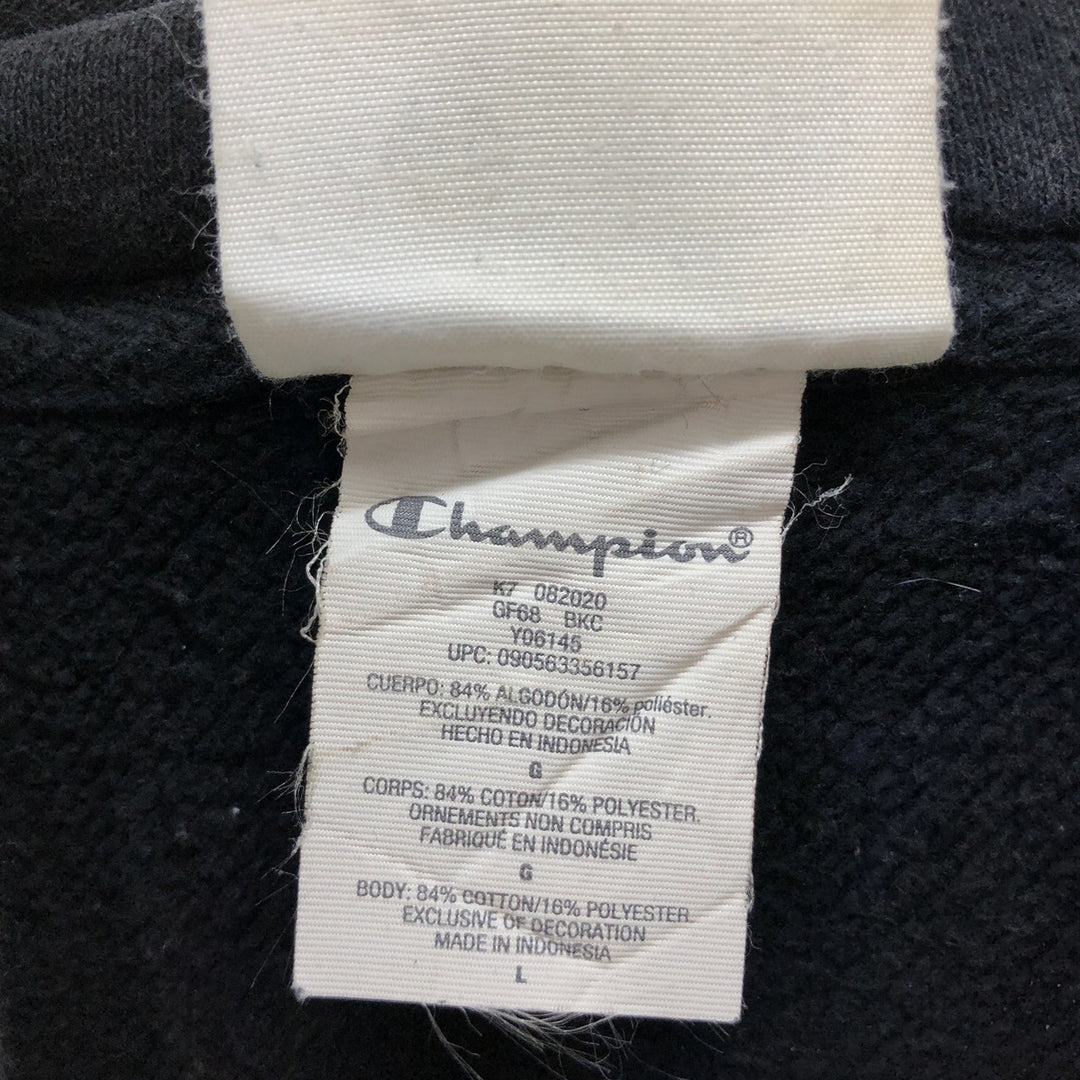 Champion®
K7 082020
GF68 BKC
Y06145
UPC: 090563356157
CUERPO: 84% ALGODÓN/16% poliéster.
EXCLUYENDO DECORACIÓN
HECHO EN INDONESIA
G
CORPS: 84% COTON/16% POLYESTER.
ORNEMENTS NON COMPRIS
FABRIQUÉ EN INDONÉSIE
G
BODY: 84% COTTON/16% POLYESTER
EXCLUSIVE OF DECORATION
MADE IN INDONESIA
L